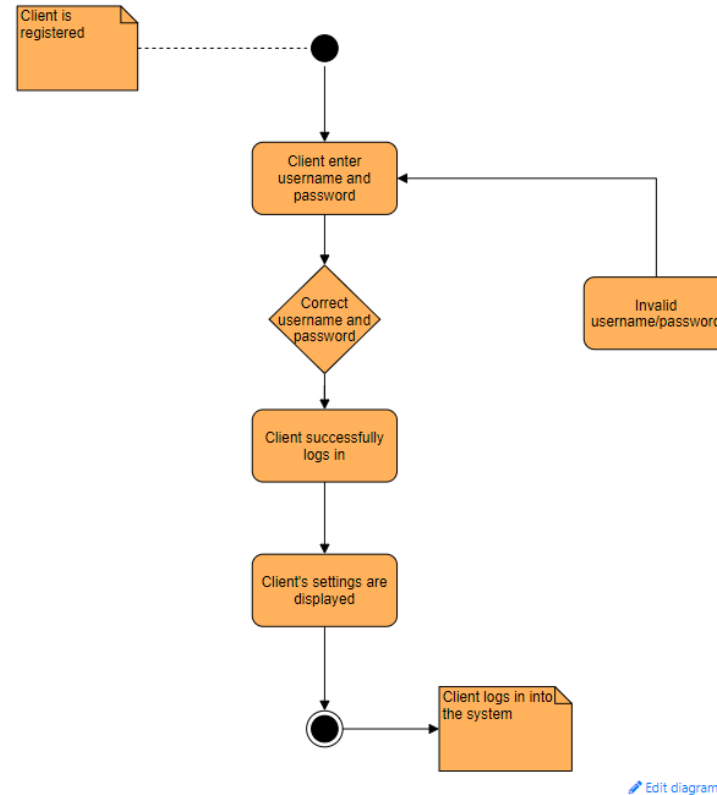 Client is
registered
Client enter
username and
password
Correct
username and
password
Invalid
username/password
Client successfully
logs in
Client's settings are
displayed
Client logs in into
the system
Edit diagram